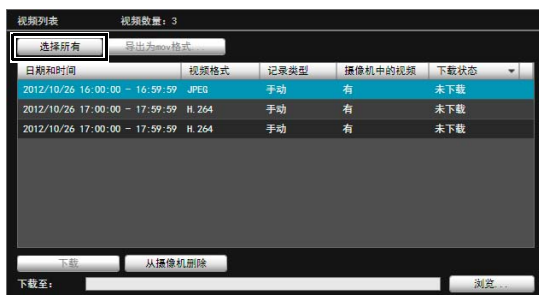 视频列表 视频数量：3
选择所有 导出为mov格式...
日期和时间 视频格式 记录类型 摄像机中的视频 下载状态
2012/10/26 16:00:00 - 16:59:59 JPEG 手动 有 未下载
2012/10/26 17:00:00 - 17:59:59 H.264 手动 有 未下载
2012/10/26 17:00:00 - 17:59:59 H.264 手动 有 未下载
下载 从摄像机删除
下载至： 浏览...